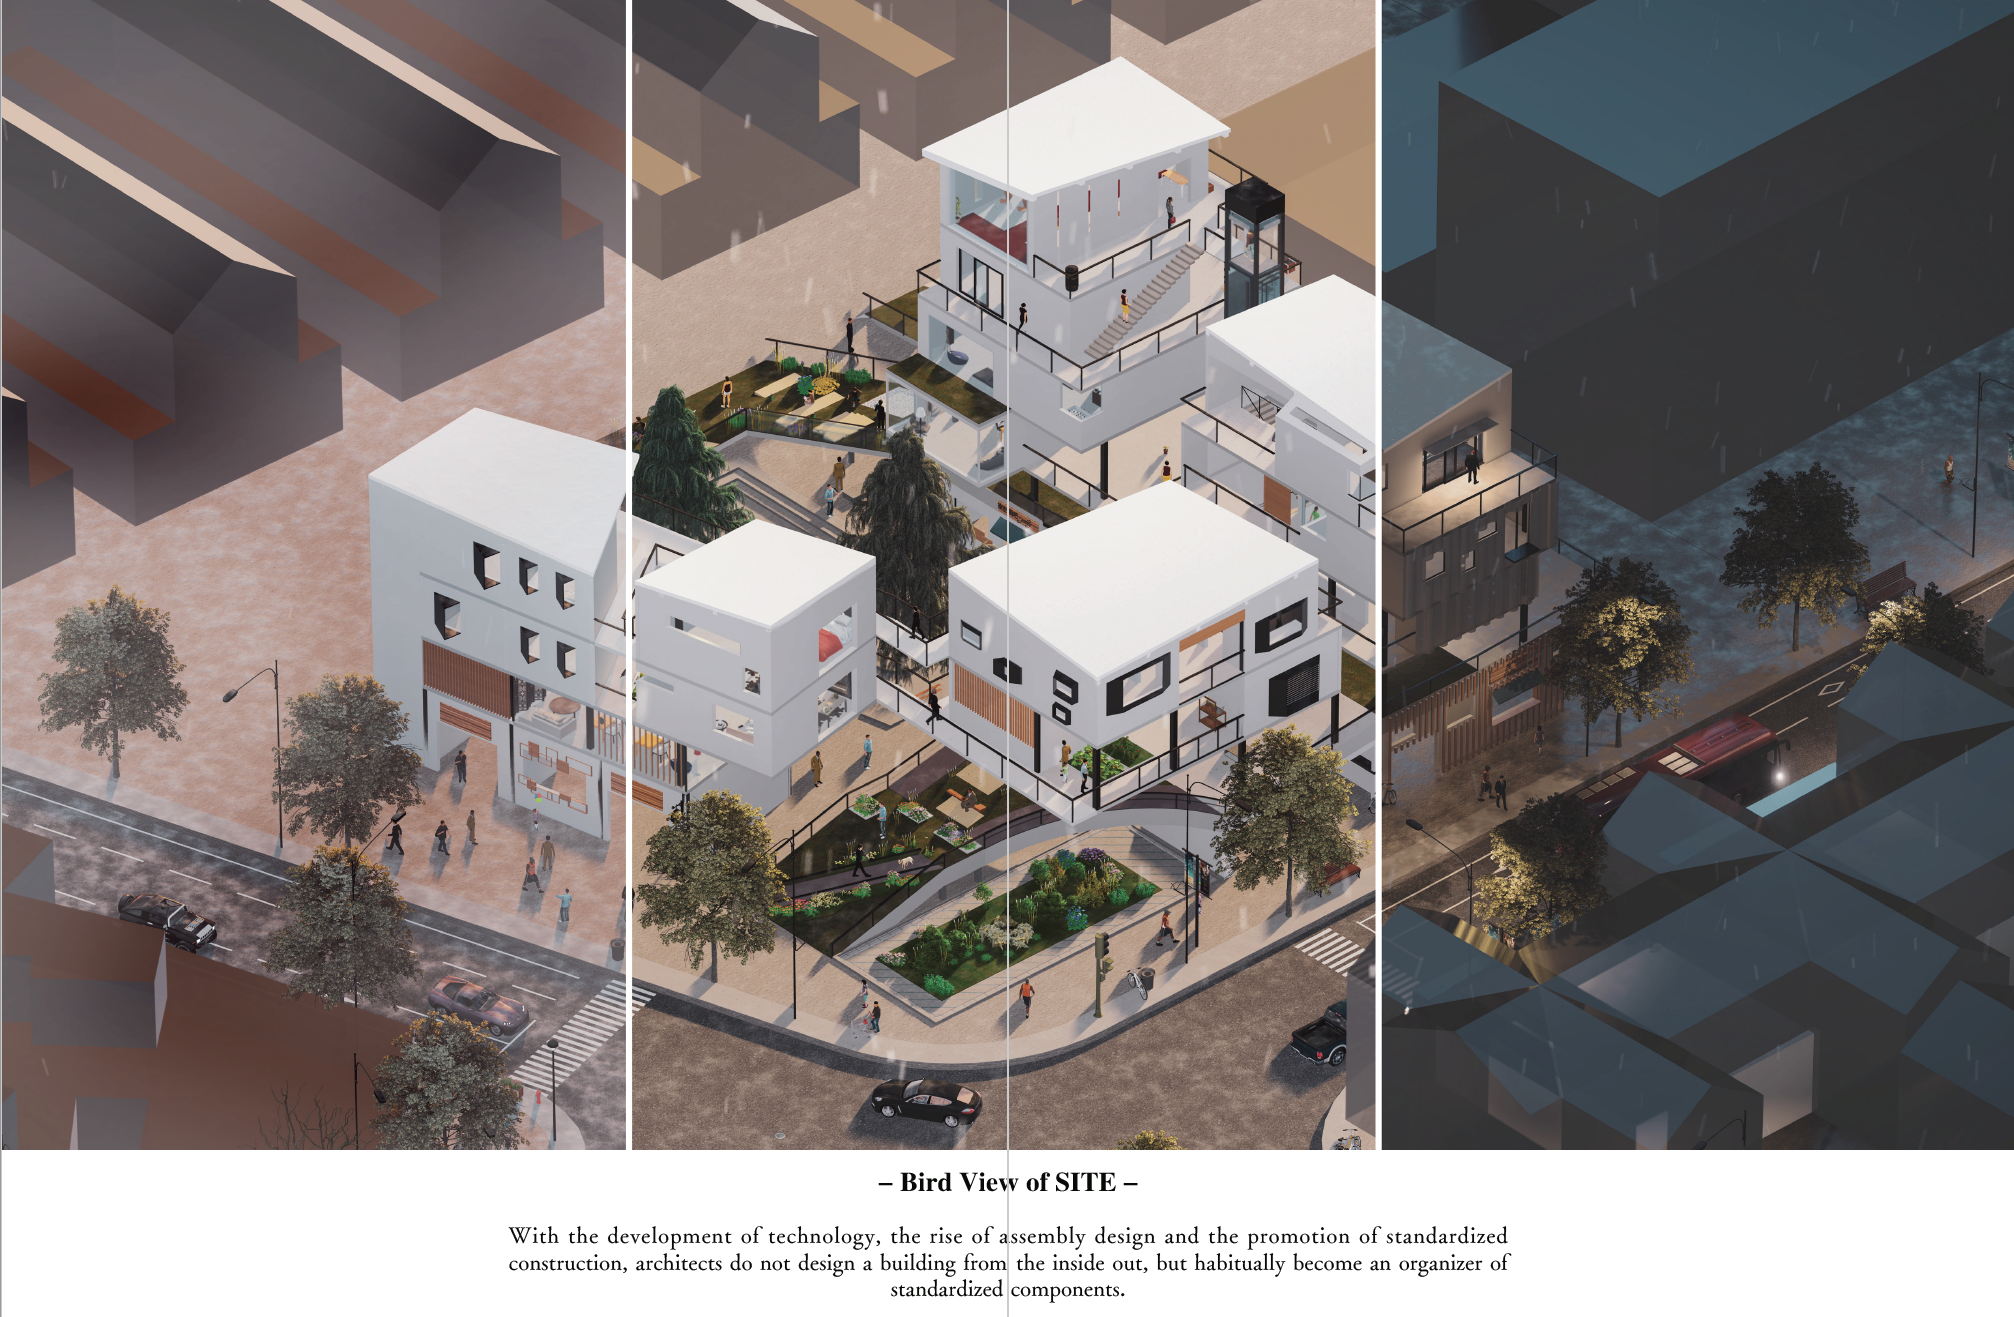 – Bird View of SITE –
With the development of technology, the rise of assembly design and the promotion of standardized
construction, architects do not design a building from the inside out, but habitually become an organizer of
standardized components.